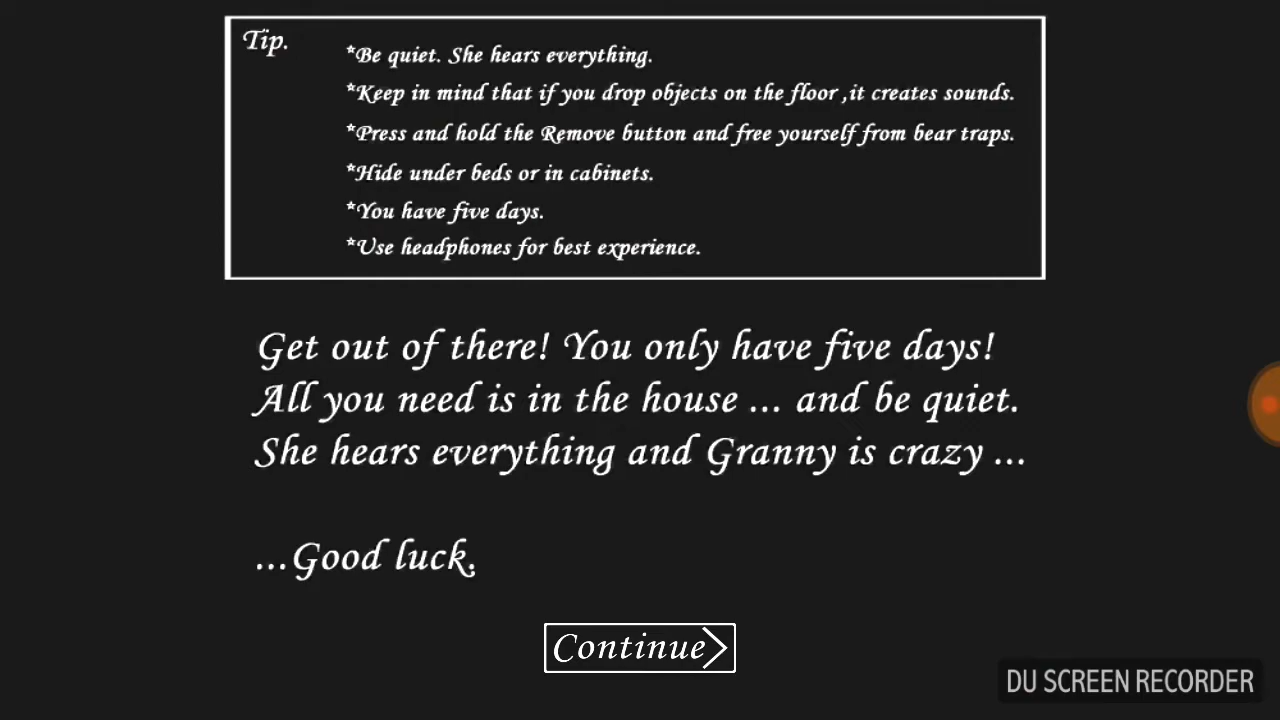 Tip.
*Be quiet. She hears everything.
*Keep in mind that if you drop objects on the floor ,it creates sounds.
*Press and hold the Remove button and free yourself from bear traps.
*Hide under beds or in cabinets.
*You have five days.
*Use headphones for best experience.
Get out of there! You only have five days!
All you need is in the house ... and be quiet.
She hears everything and Granny is crazy ...
...Good luck.
Continue
DU SCREEN RECORDER